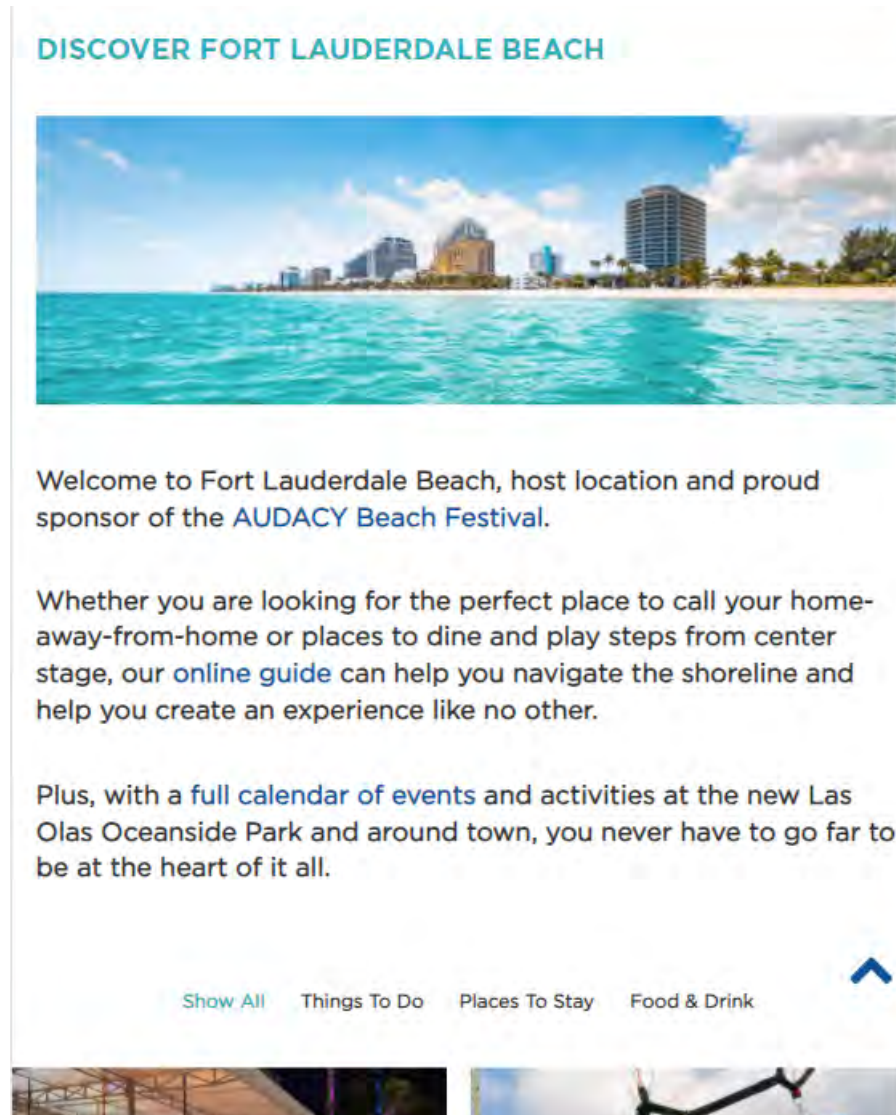 DISCOVER FORT LAUDERDALE BEACH
Welcome to Fort Lauderdale Beach, host location and proud
sponsor of the AUDACY Beach Festival.
Whether you are looking for the perfect place to call your home-
away-from-home or places to dine and play steps from center
stage, our online guide can help you navigate the shoreline and
help you create an experience like no other.
Plus, with a full calendar of events and activities at the new Las
Olas Oceanside Park and around town, you never have to go far to
be at the heart of it all.
Show All Things To Do Places To Stay Food & Drink